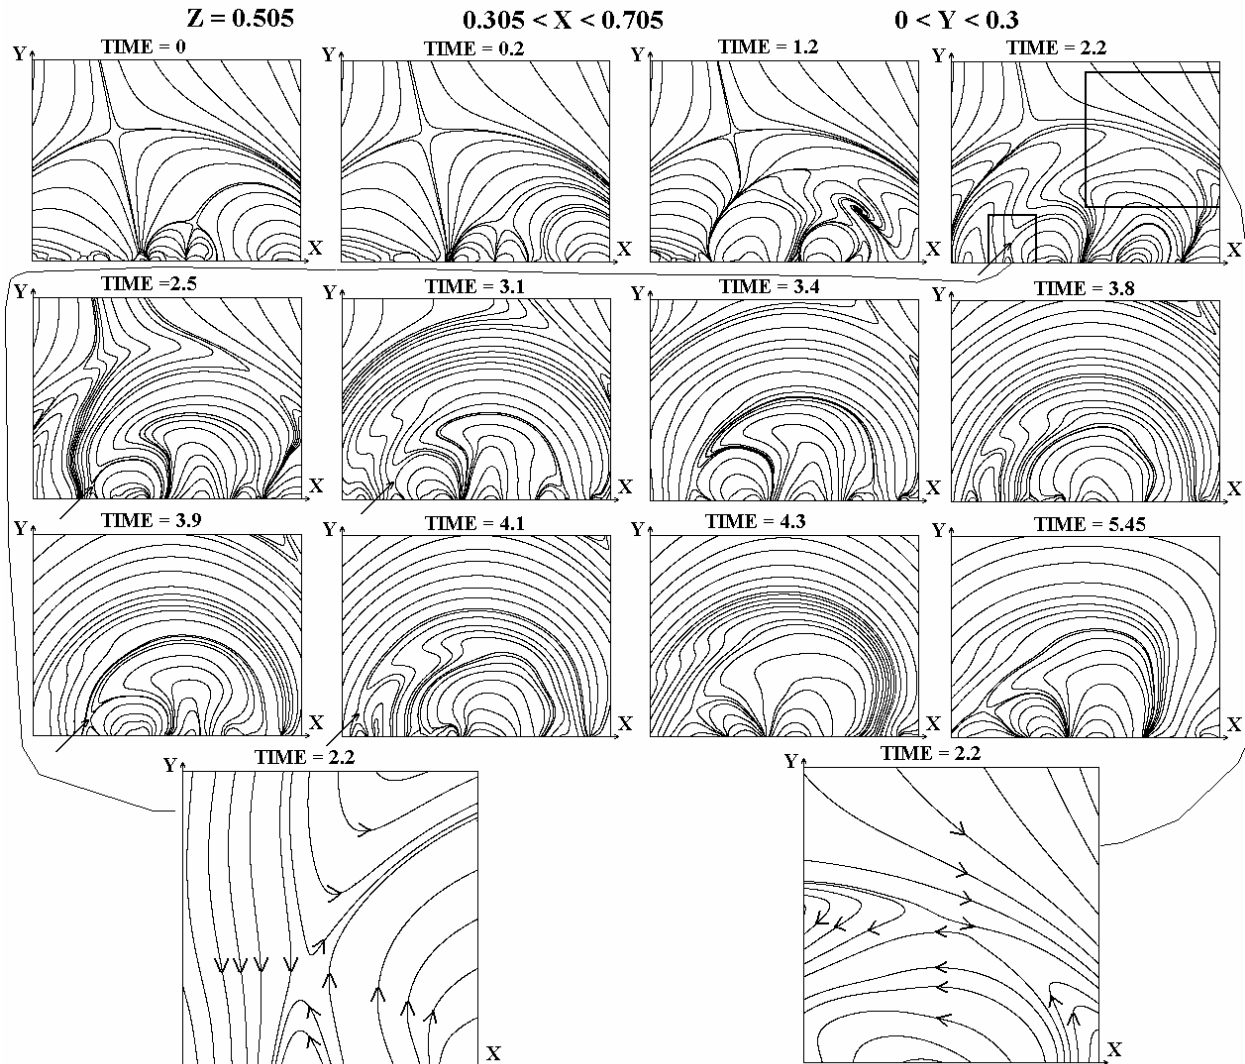 Z = 0.505 0.305 < X < 0.705 0 < Y < 0.3
TIME = 0 TIME = 0.2 TIME = 1.2 TIME = 2.2
Y Y Y Y
X X X X
TIME =2.5 TIME = 3.1 TIME = 3.4 TIME = 3.8
Y Y Y Y
X X X X
TIME = 3.9 TIME = 4.1 TIME = 4.3 TIME = 5.45
Y Y Y Y
X X X X
TIME = 2.2 TIME = 2.2
Y Y
X X